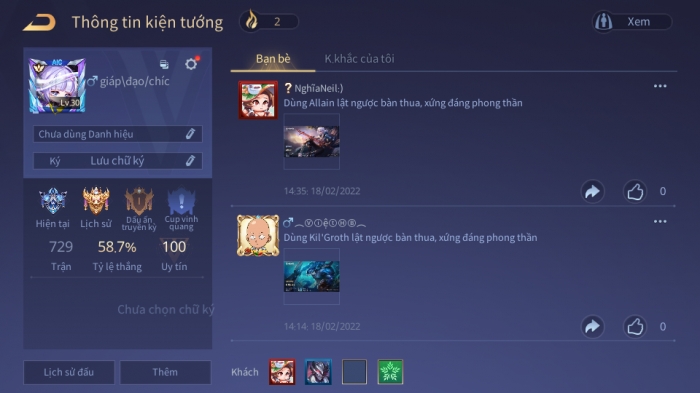 Thông tin kiện tướng
2
Xem
AIC
Lv.30
giáp\đạo/chíc
Chưa dùng Danh hiệu
Ký Lưu chữ ký
Hiện tại
Lịch sử
Dấu ấn truyền kỳ
Cup vinh quang
729
58.7%
100
Trận
Tỷ lệ thắng
Uy tín
Chưa chọn chữ ký
Lịch sử đấu
Thêm
Bạn bè
K.khắc của tôi
? NghĩaNeil:)
Dùng Allain lật ngược bàn thua, xứng đáng phong thần
14:35: 18/02/2022
0
Dùng Kil'Groth lật ngược bàn thua, xứng đáng phong thần
14:14: 18/02/2022
0
Khách